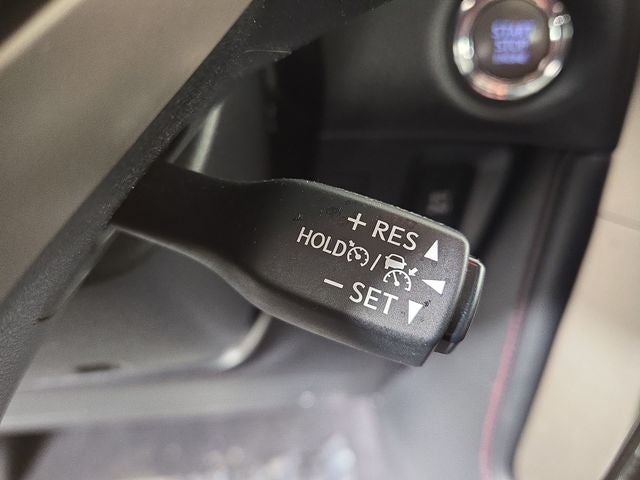 START
STOP
+ RES
HOLD /
− SET